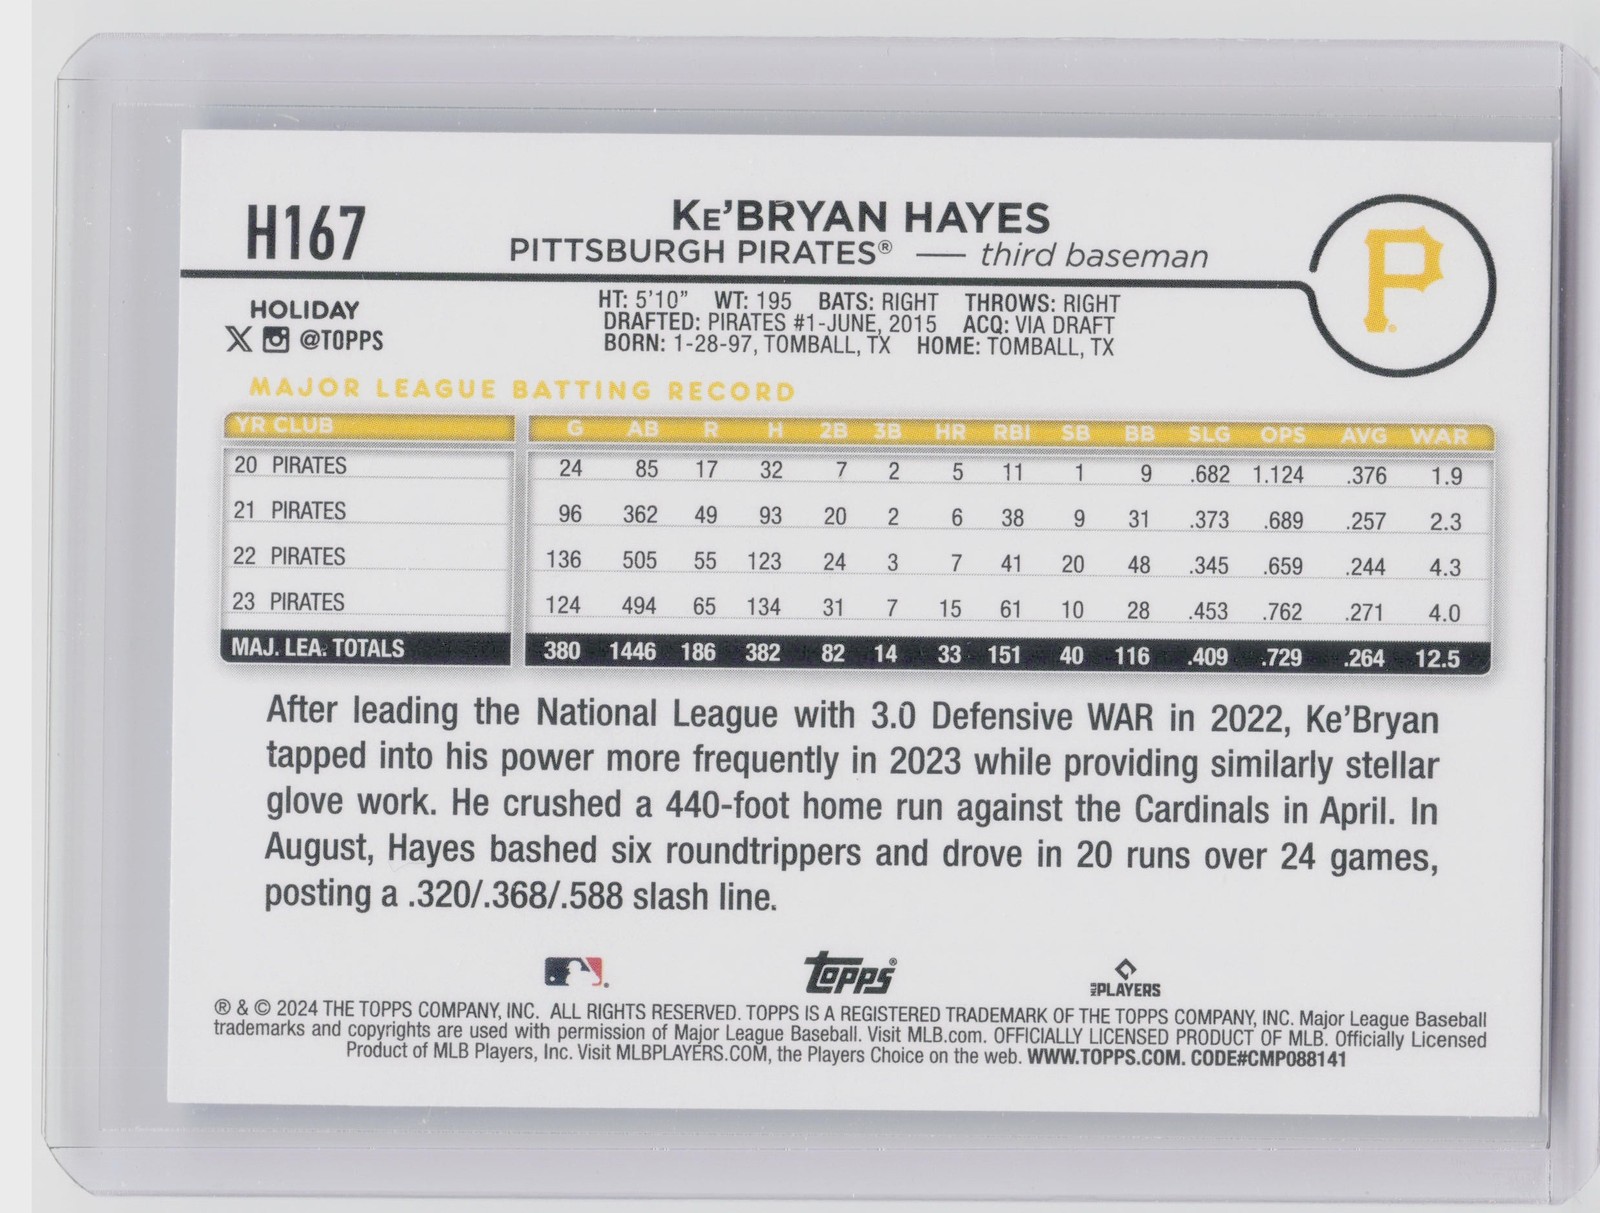 H167
KE'BRYAN HAYES
PITTSBURGH PIRATES® — third baseman
P
HOLIDAY
X @TOPPS
HT: 5'10" WT: 195 BATS: RIGHT THROWS: RIGHT
DRAFTED: PIRATES #1-JUNE, 2015 ACQ: VIA DRAFT
BORN: 1-28-97, TOMBALL, TX HOME: TOMBALL, TX
MAJOR LEAGUE BATTING RECORD
YR CLUB G AB R H 2B 3B HR RBI SB BB SLG OPS AVG WAR
20 PIRATES 24 85 17 32 7 2 5 11 1 9 .682 1.124 .376 1.9
21 PIRATES 96 362 49 93 20 2 6 38 9 31 .373 .689 .257 2.3
22 PIRATES 136 505 55 123 24 3 7 41 20 48 .345 .659 .244 4.3
23 PIRATES 124 494 65 134 31 7 15 61 10 28 .453 .762 .271 4.0
MAJ. LEA. TOTALS 380 1446 186 382 82 14 33 151 40 116 .409 .729 .264 12.5
After leading the National League with 3.0 Defensive WAR in 2022, Ke'Bryan
tapped into his power more frequently in 2023 while providing similarly stellar
glove work. He crushed a 440-foot home run against the Cardinals in April. In
August, Hayes bashed six roundtrippers and drove in 20 runs over 24 games,
posting a .320/.368/.588 slash line.
Topps®
MLB PLAYERS
® & © 2024 THE TOPPS COMPANY, INC. ALL RIGHTS RESERVED. TOPPS IS A REGISTERED TRADEMARK OF THE TOPPS COMPANY, INC. Major League Baseball
trademarks and copyrights are used with permission of Major League Baseball. Visit MLB.com. OFFICIALLY LICENSED PRODUCT OF MLB. Officially Licensed
Product of MLB Players, Inc. Visit MLBPLAYERS.COM, the Players Choice on the web. WWW.TOPPS.COM. CODE#CMP088141